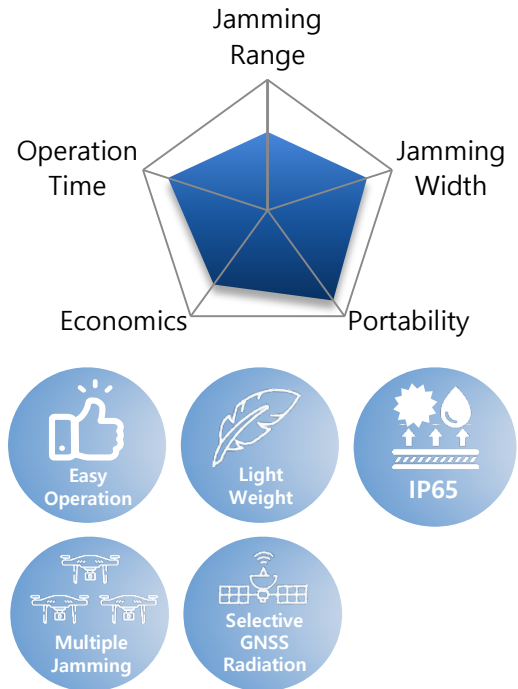 Jamming
Range
Operation
Time
Jamming
Width
Economics
Portability
Easy
Operation
Light
Weight
IP65
Multiple
Jamming
Selective
GNSS
Radiation